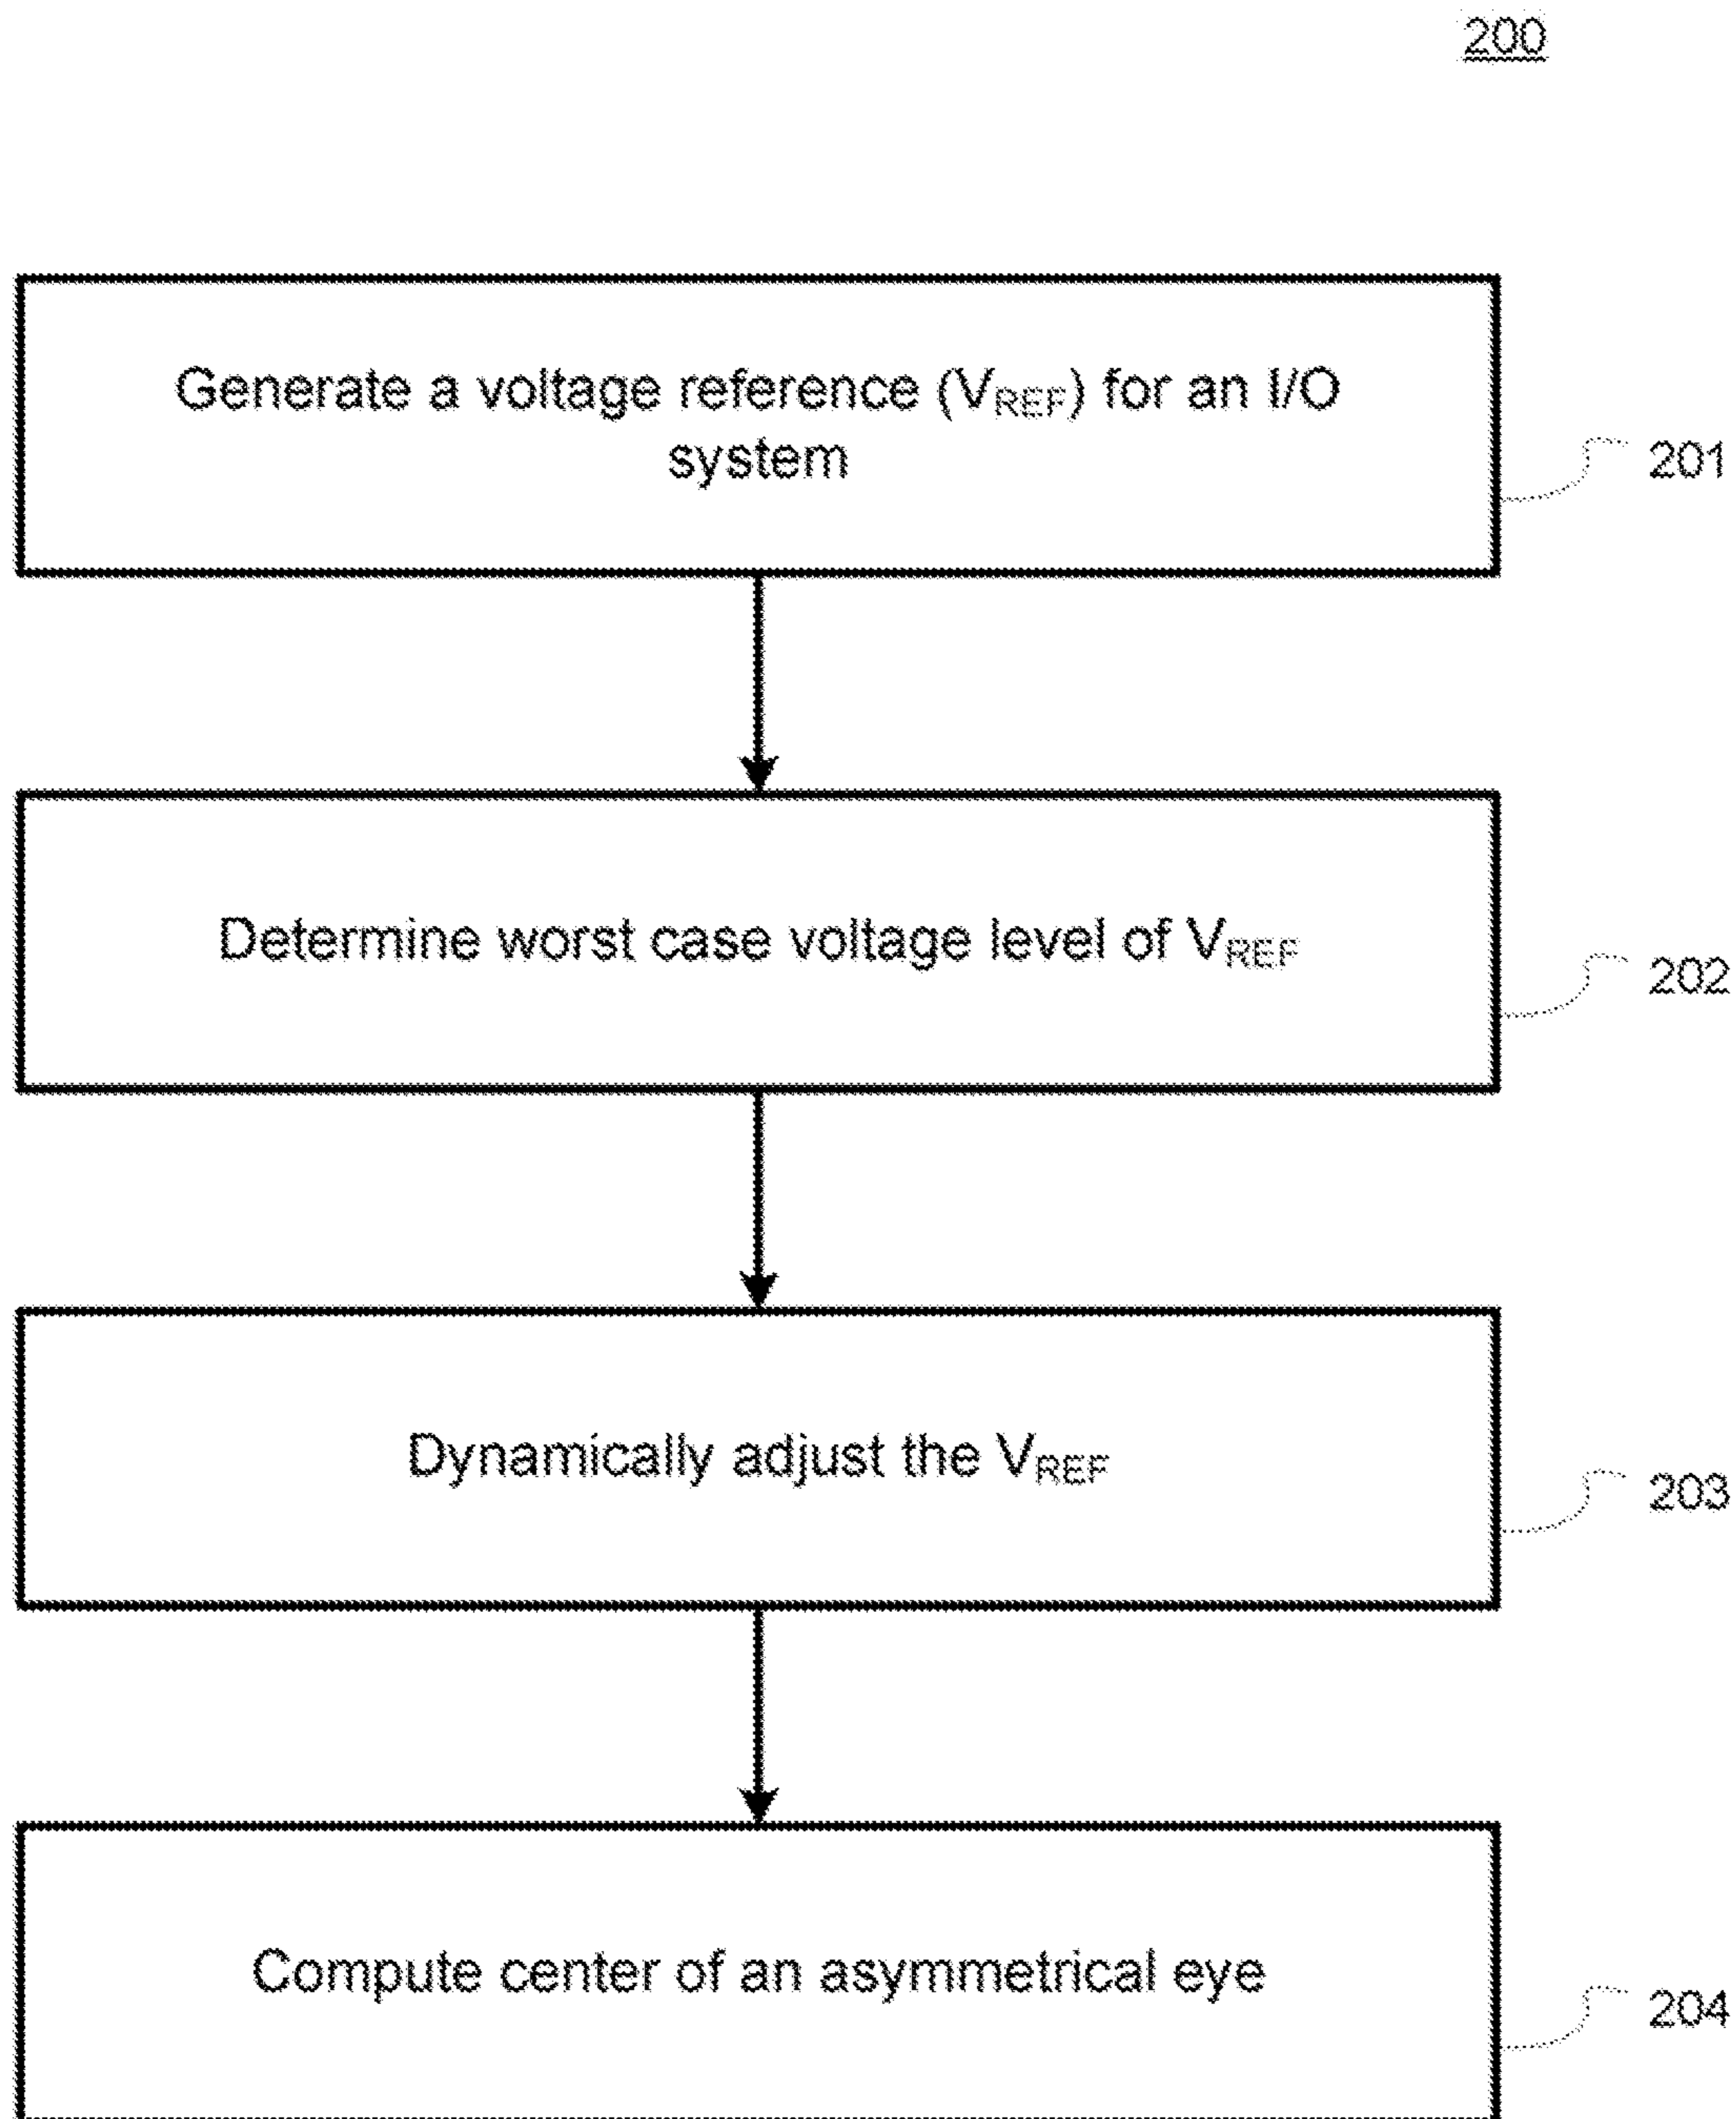 200
Generate a voltage reference (VREF) for an I/O
system
201
Determine worst case voltage level of VREF
202
Dynamically adjust the VREF
203
Compute center of an asymmetrical eye
204